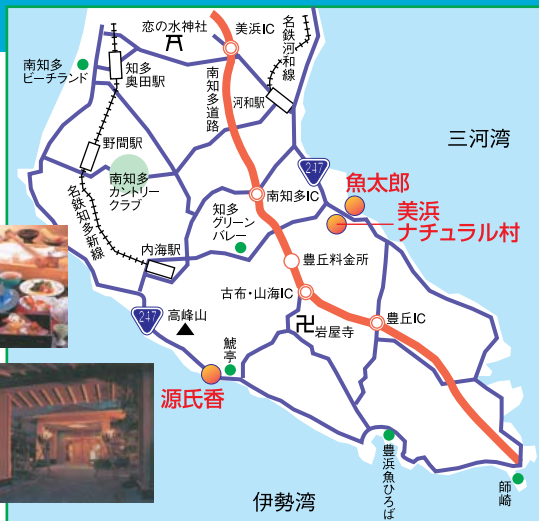 恋の水神社
美浜IC
名鉄河和線
南知多
ビーチランド
知多
奥田駅
南知多道路
河和駅
三河湾
野間駅
247
魚太郎
南知多
カントリー
クラブ
南知多IC
美浜
ナチュラル村
名鉄知多新線
知多
グリーン
バレー
内海駅
豊丘料金所
古布・山海IC
247
高峰山
岩屋寺
豊丘IC
鯱亭
源氏香
豊浜魚ひろば
師崎
伊勢湾